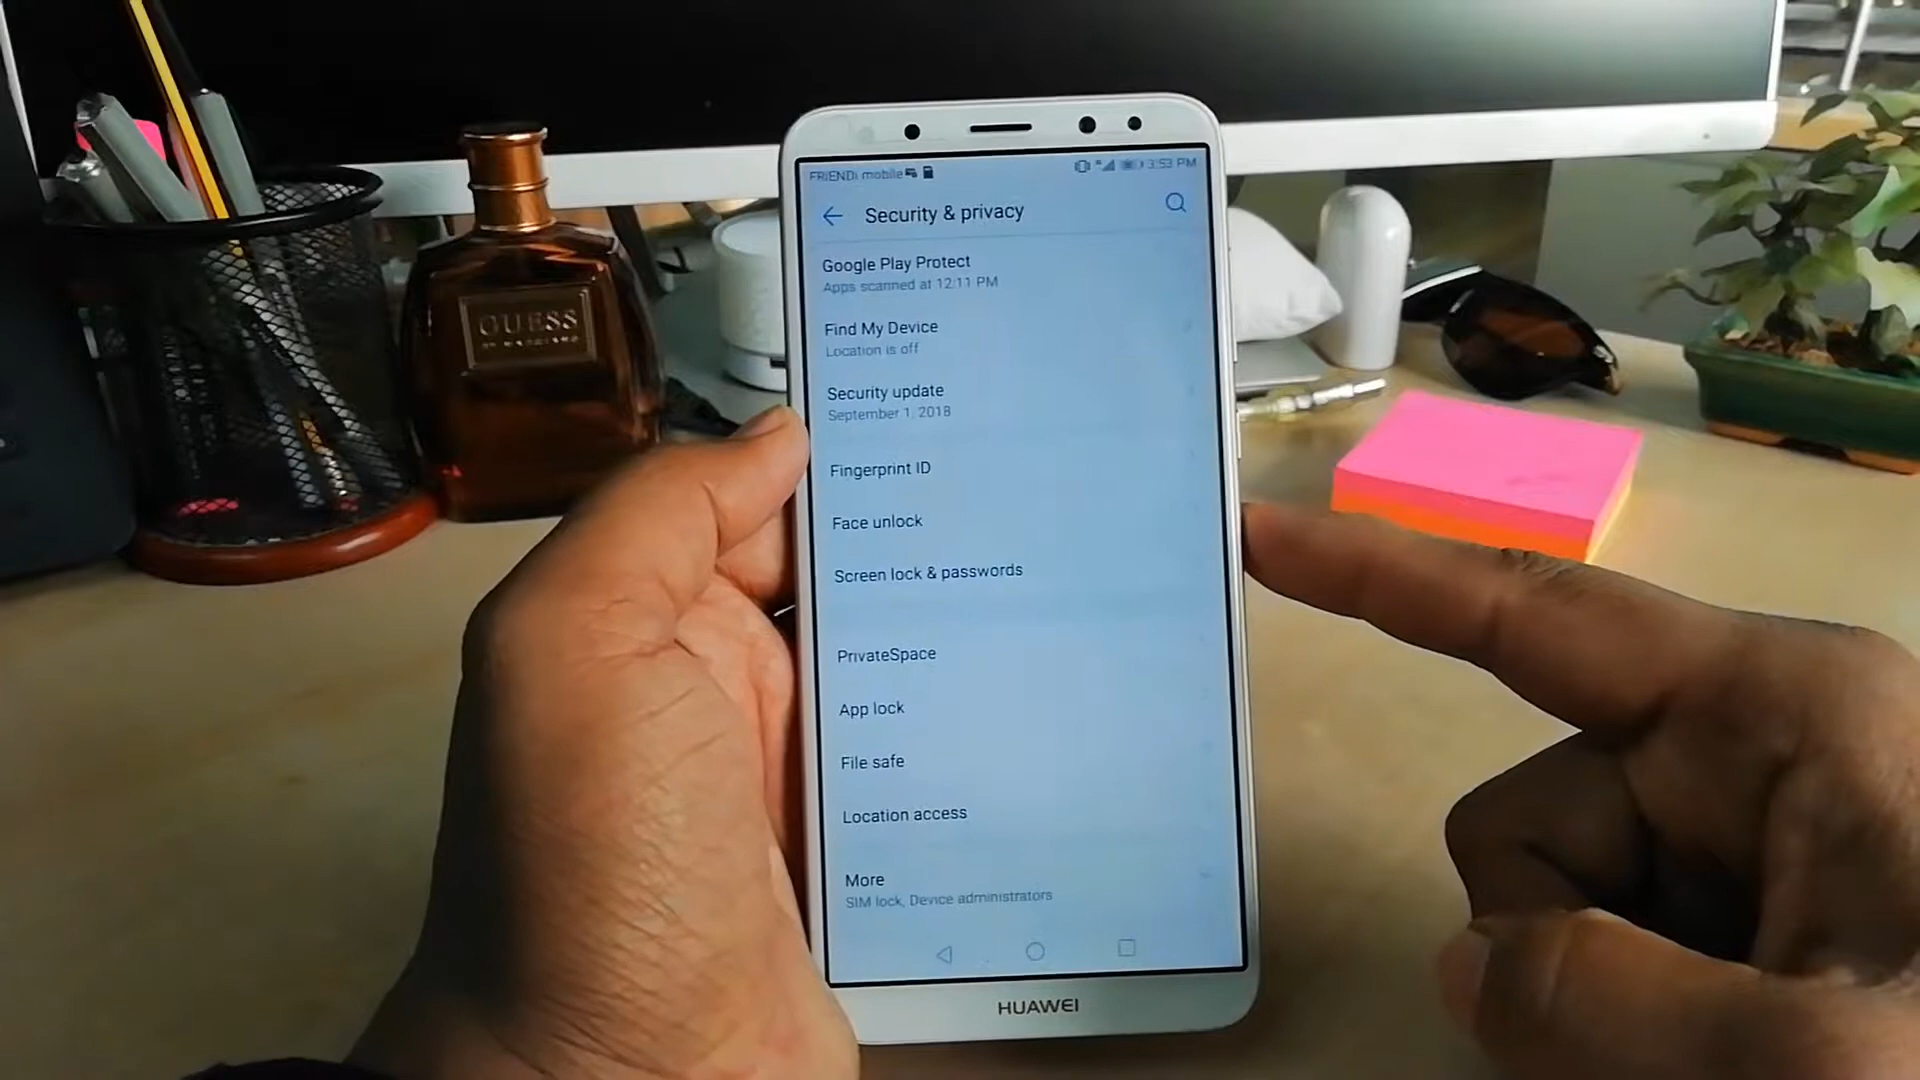 FRiENDi mobile 3:53 PM
Security & privacy
Google Play Protect
Apps scanned at 12:11 PM
Find My Device
Location is off
Security update
September 1, 2018
Fingerprint ID
Face unlock
Screen lock & passwords
PrivateSpace
App lock
File safe
Location access
More
SIM lock, Device administrators
HUAWEI
GUESS
BY MARCIANO